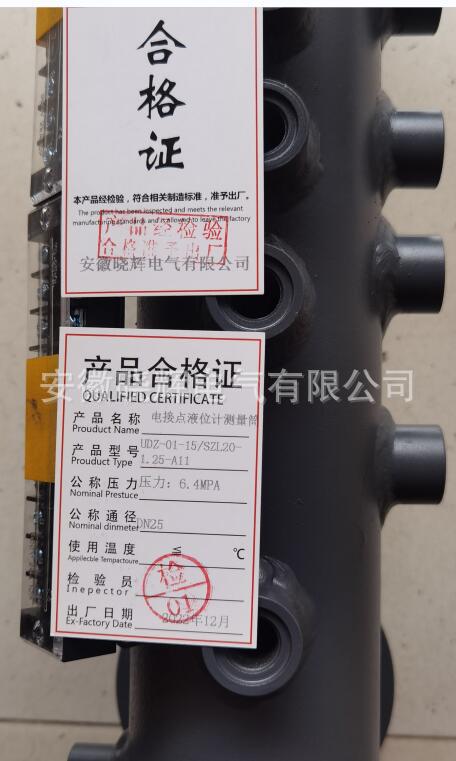 合格证
本产品经检验，符合相关制造标准，准予出厂。
The product has been inspected and meets the relevant
manufacturing standards and is allowed to leave the factory
产品经检验
合格准予出厂
安徽晓辉电气有限公司
产品合格证
QUALIFIED CERTIFICATE
安徽晓辉电气有限公司
产品名称 电接点液位计测量筒
Prouduct Name
产品型号 UDZ-01-15/SZL20-
Prouduct Type 1.25-A11
公称压力 压力：6.4MPA
Nominal Prestuce
公称通径 DN25
Nominal dinmeter
使用温度 ≤ ℃
Applecble Tempactoure
检验员 检
Inepector 01
出厂日期 2022年12月
Ex-Factory Date